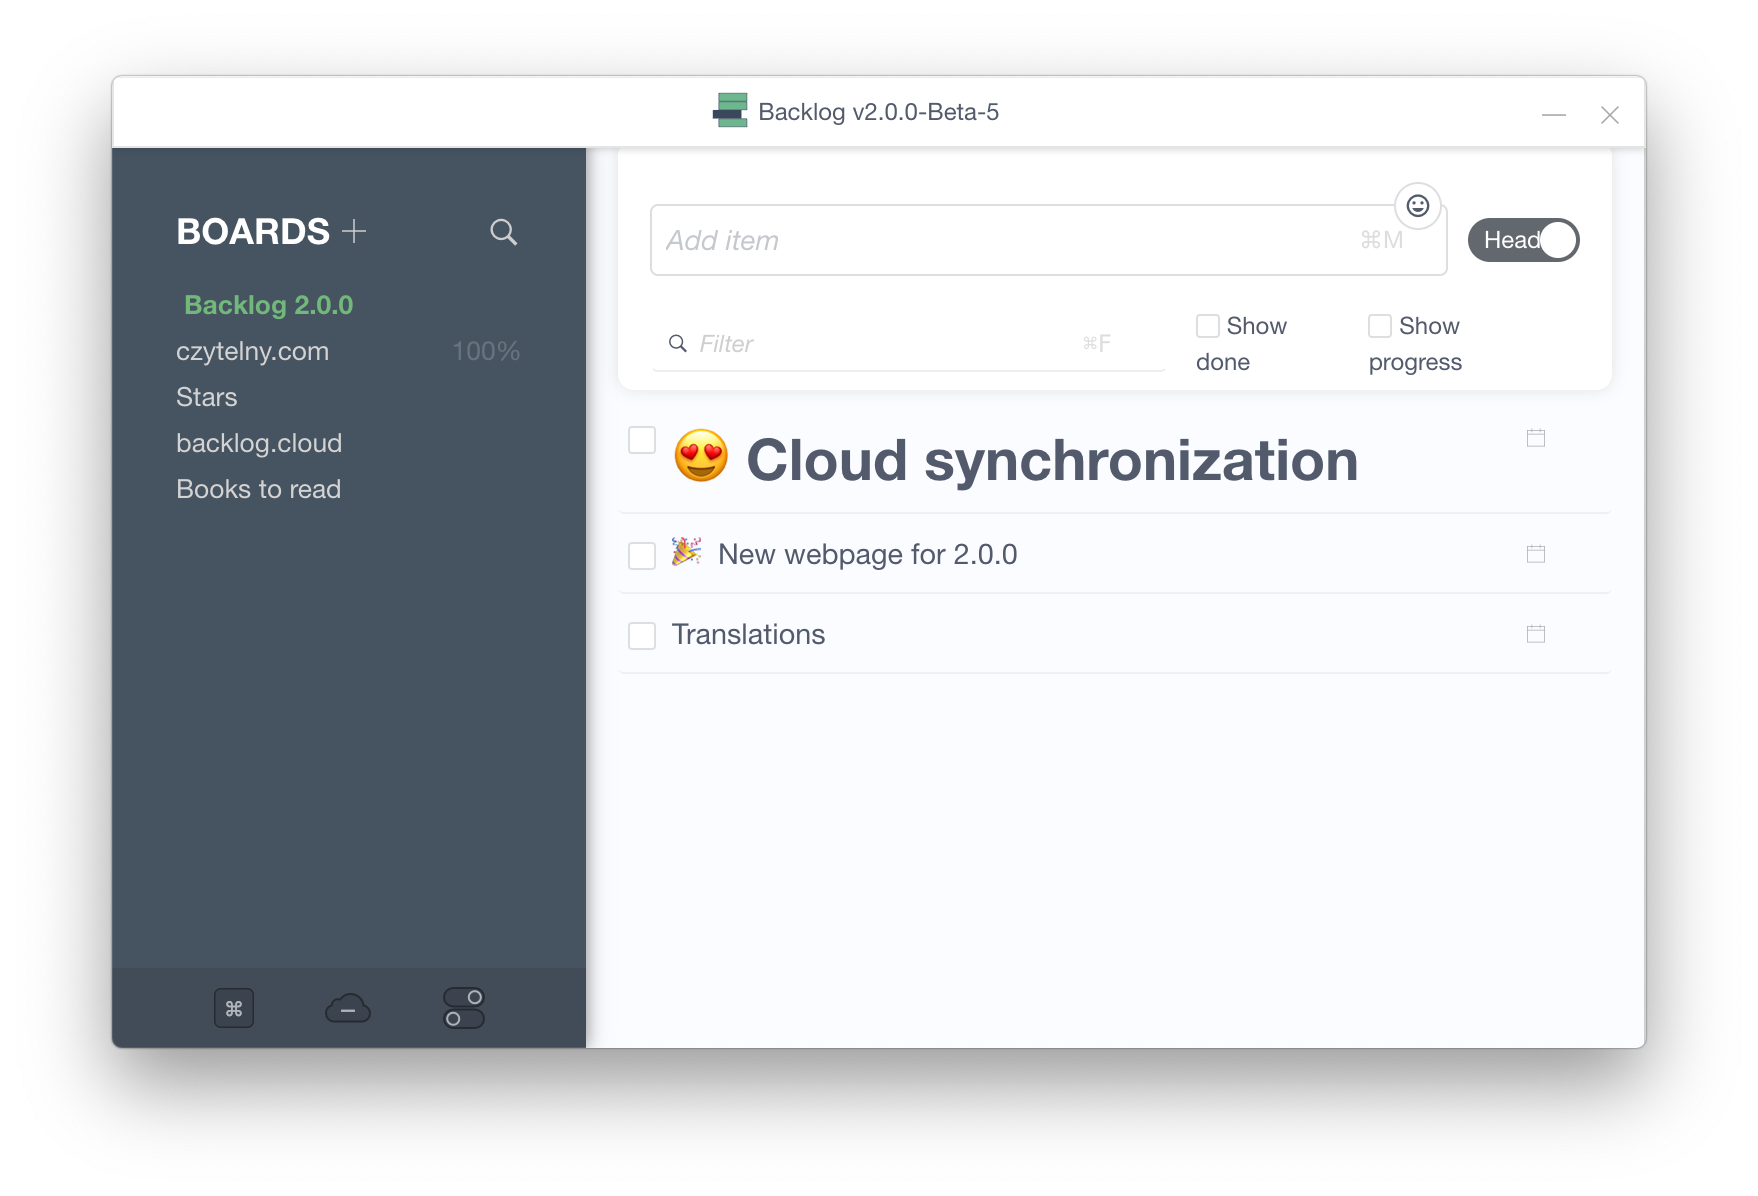 Backlog v2.0.0-Beta-5
BOARDS
Backlog 2.0.0
czytelny.com 100%
Stars
backlog.cloud
Books to read
Add item ⌘M
Head
Filter ⌘F
Show done
Show progress
😍 Cloud synchronization
🎉 New webpage for 2.0.0
Translations
⌘